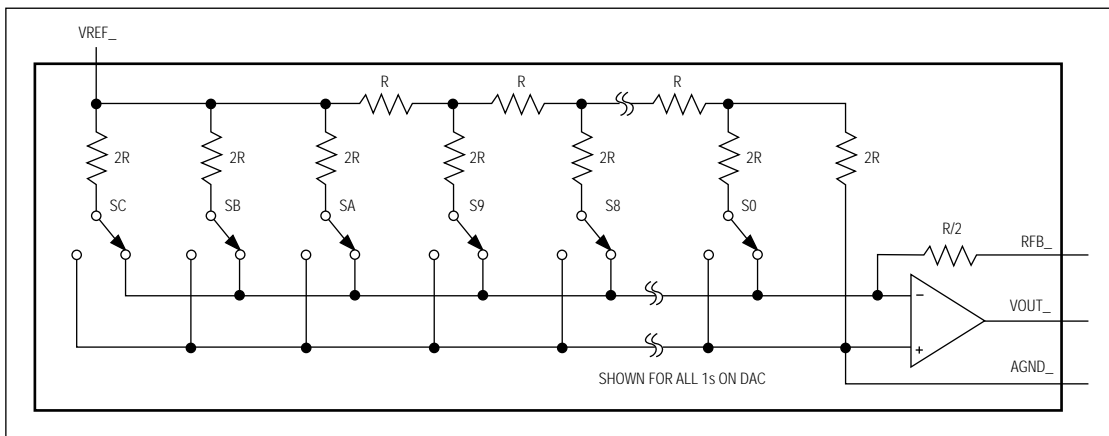 VREF_
R R R
2R 2R 2R 2R 2R 2R 2R
SC SB SA S9 S8 S0
R/2 RFB_
−
VOUT_
+
AGND_
SHOWN FOR ALL 1s ON DAC